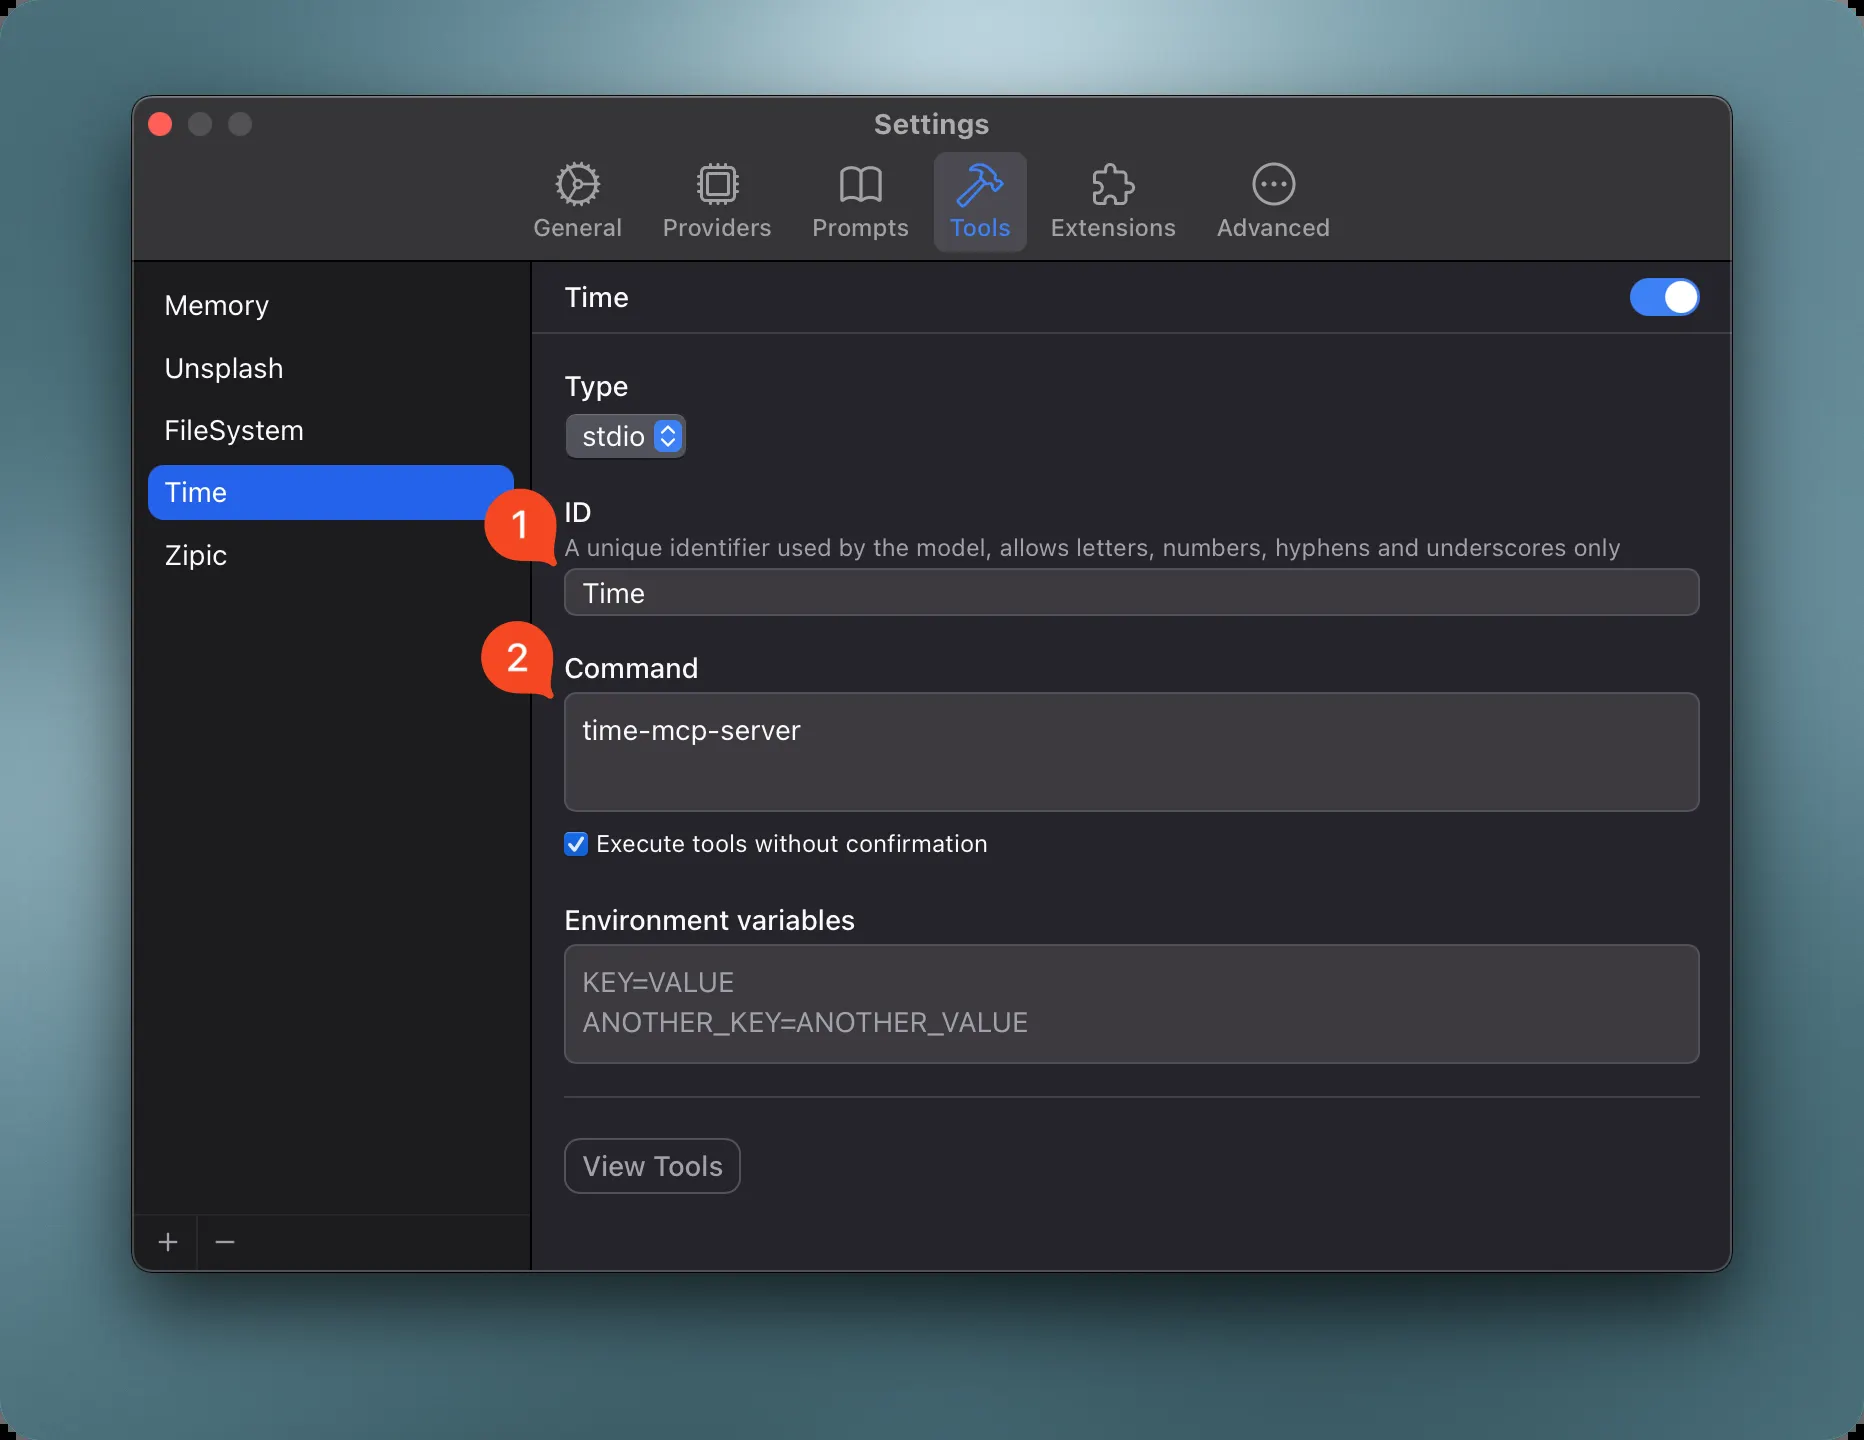 Settings
General
Providers
Prompts
Tools
Extensions
Advanced
Memory
Unsplash
FileSystem
Time
Zipic
Time
Type
stdio
1
ID
A unique identifier used by the model, allows letters, numbers, hyphens and underscores only
Time
2
Command
time-mcp-server
Execute tools without confirmation
Environment variables
KEY=VALUE
ANOTHER_KEY=ANOTHER_VALUE
View Tools